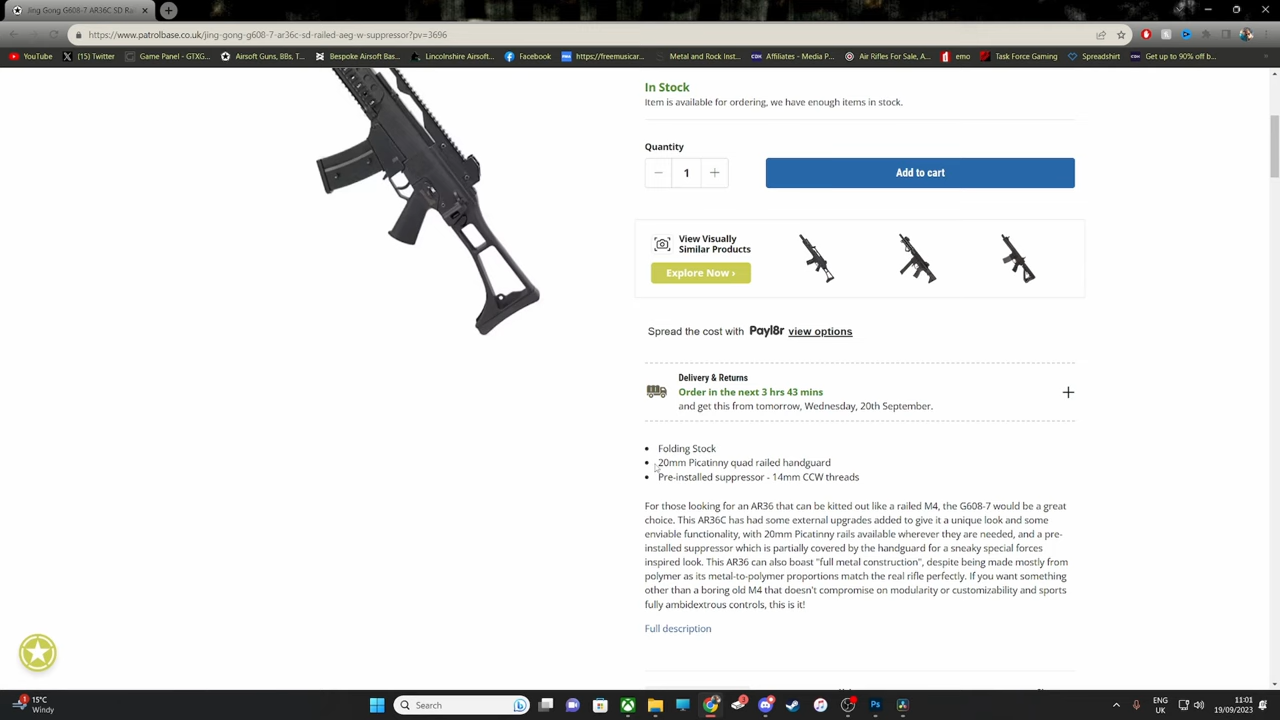 Jing Gong G608-7 AR36C SD Rail
https://www.patrolbase.co.uk/jing-gong-g608-7-ar36c-sd-railed-aeg-w-suppressor?pv=3696
YouTube
(15) Twitter
Game Panel - GTXG...
Airsoft Guns, BBs, T...
Bespoke Airsoft Bas...
Lincolnshire Airsoft...
Facebook
https://freemusicar...
Metal and Rock Inst...
Affiliates - Media P...
Air Rifles For Sale, A...
emo
Task Force Gaming
Spreadshirt
Get up to 90% off b...
In Stock
Item is available for ordering, we have enough items in stock.
Quantity
1
Add to cart
View Visually
Similar Products
Explore Now ›
Spread the cost with Payl8r view options
Delivery & Returns
Order in the next 3 hrs 43 mins
and get this from tomorrow, Wednesday, 20th September.
• Folding Stock
• 20mm Picatinny quad railed handguard
• Pre-installed suppressor - 14mm CCW threads
For those looking for an AR36 that can be kitted out like a railed M4, the G608-7 would be a great
choice. This AR36C has had some external upgrades added to give it a unique look and some
enviable functionality, with 20mm Picatinny rails available wherever they are needed, and a pre-
installed suppressor which is partially covered by the handguard for a sneaky special forces
inspired look. This AR36 can also boast "full metal construction", despite being made mostly from
polymer as its metal-to-polymer proportions match the real rifle perfectly. If you want something
other than a boring old M4 that doesn't compromise on modularity or customizability and sports
fully ambidextrous controls, this is it!
Full description
1
15°C
Windy
Search
ENG
UK
11:01
19/09/2023